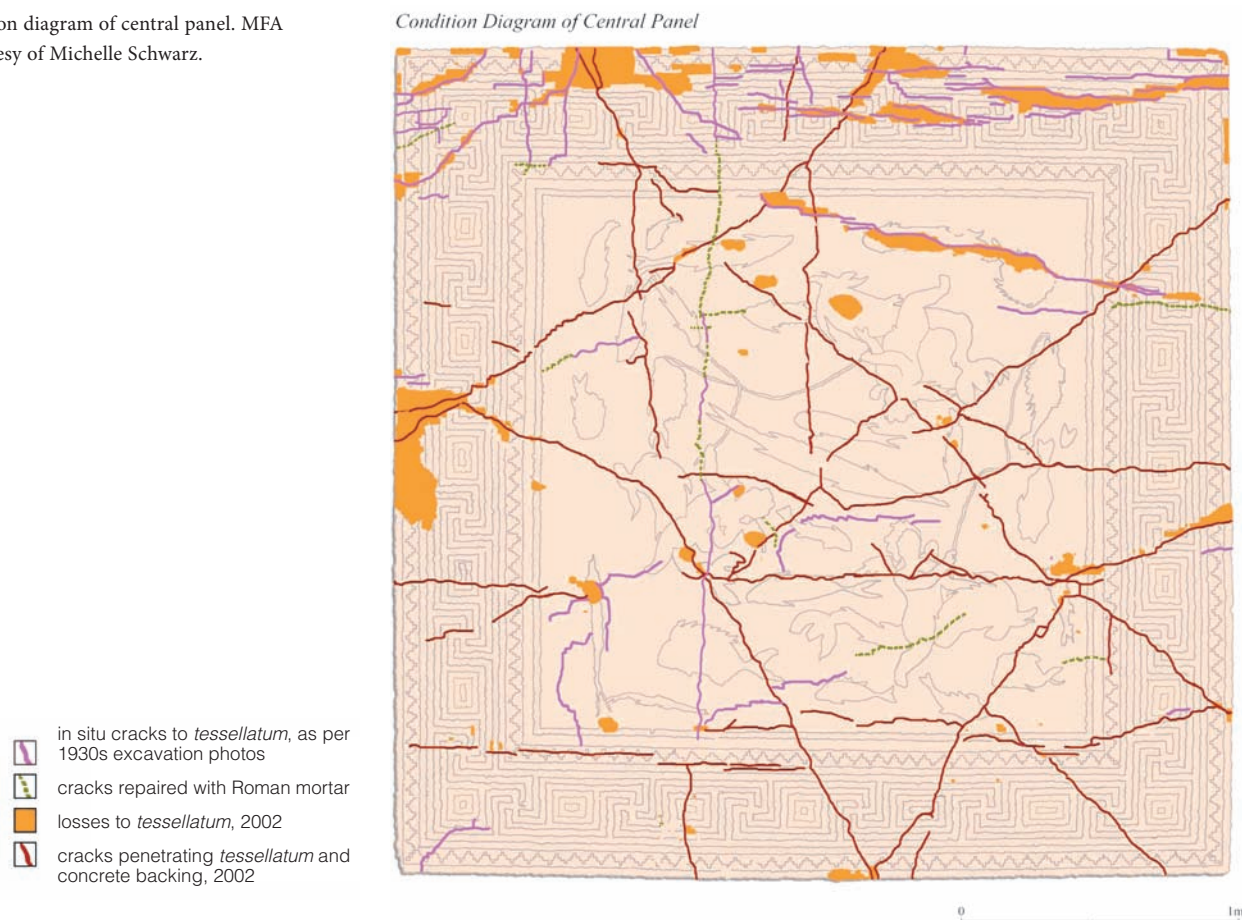 on diagram of central panel. MFA
esy of Michelle Schwarz.
Condition Diagram of Central Panel
in situ cracks to tessellatum, as per
1930s excavation photos
cracks repaired with Roman mortar
losses to tessellatum, 2002
cracks penetrating tessellatum and
concrete backing, 2002
0 1m